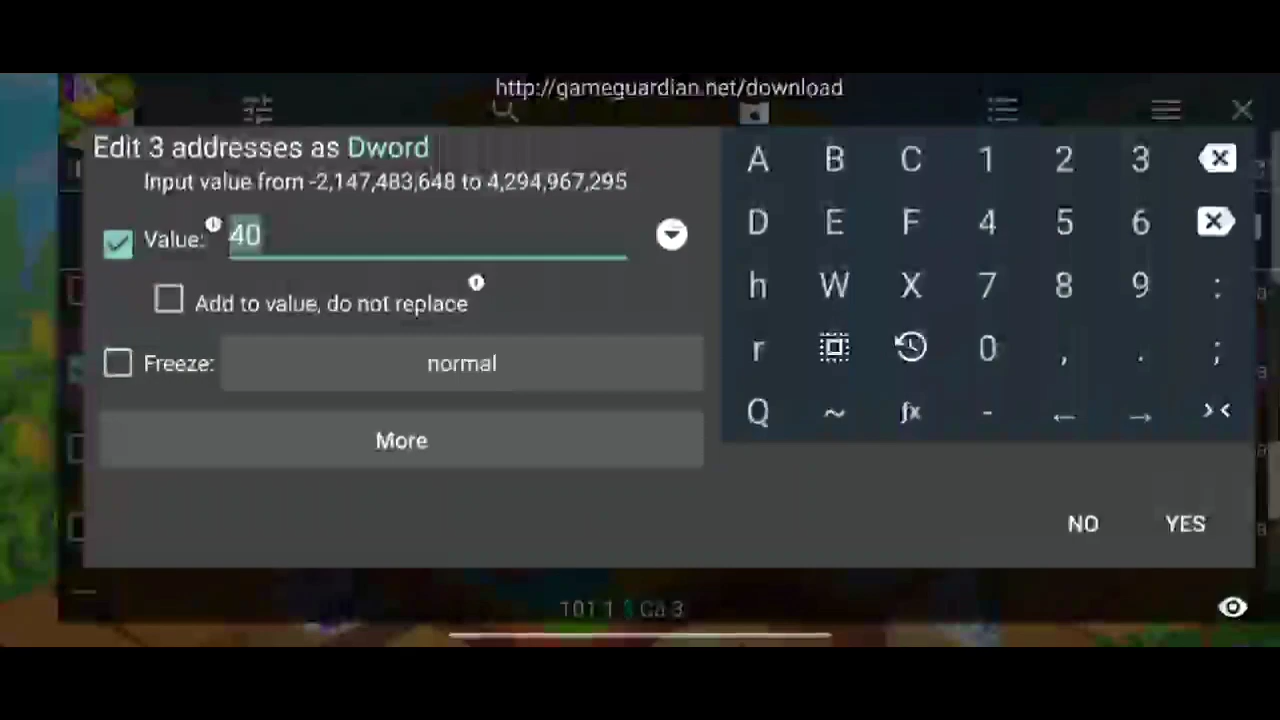 http://gameguardian.net/download
Edit 3 addresses as Dword
Input value from -2,147,483,648 to 4,294,967,295
Value: 40
Add to value, do not replace
Freeze: normal
More
A B C 1 2 3
D E F 4 5 6
h W X 7 8 9 :
r 0 , . ;
Q ~ fx - ← → ><
NO YES